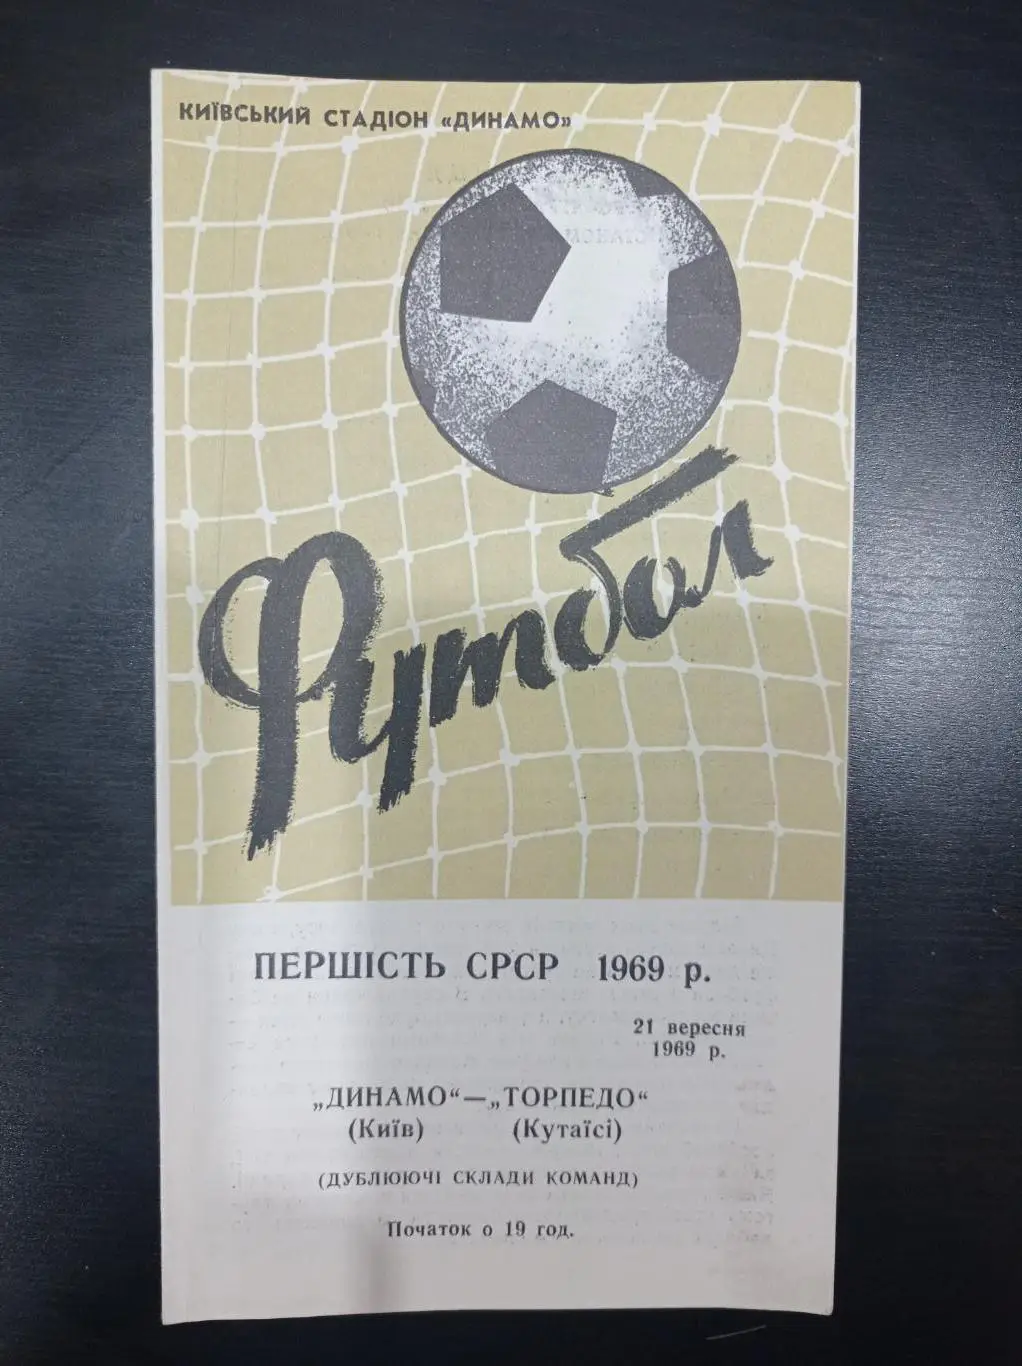 КИЇВСЬКИЙ СТАДІОН «ДИНАМО»
Футбол
ПЕРШІСТЬ СРСР 1969 р.
21 вересня
1969 р.
„ДИНАМО“—„ТОРПЕДО“
(Київ) (Кутаїсі)
(ДУБЛЮЮЧІ СКЛАДИ КОМАНД)
Початок о 19 год.